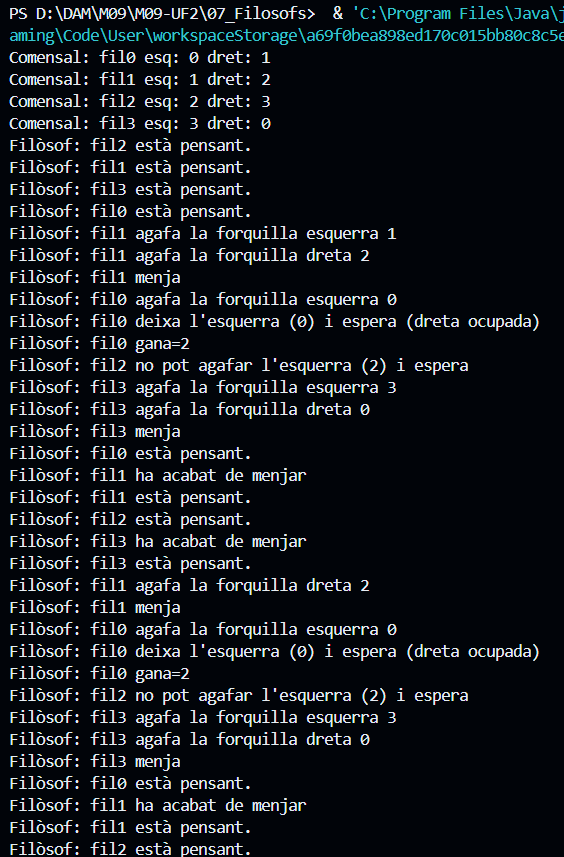 PS D:\DAM\M09\M09-UF2\07_Filosofs>  & 'C:\Program Files\Java\j
aming\Code\User\workspaceStorage\a69f0bea898ed170c015bb80c8c5e
Comensal: fil0 esq: 0 dret: 1
Comensal: fil1 esq: 1 dret: 2
Comensal: fil2 esq: 2 dret: 3
Comensal: fil3 esq: 3 dret: 0
Filòsof: fil2 està pensant.
Filòsof: fil1 està pensant.
Filòsof: fil3 està pensant.
Filòsof: fil0 està pensant.
Filòsof: fil1 agafa la forquilla esquerra 1
Filòsof: fil1 agafa la forquilla dreta 2
Filòsof: fil1 menja
Filòsof: fil0 agafa la forquilla esquerra 0
Filòsof: fil0 deixa l'esquerra (0) i espera (dreta ocupada)
Filòsof: fil0 gana=2
Filòsof: fil2 no pot agafar l'esquerra (2) i espera
Filòsof: fil3 agafa la forquilla esquerra 3
Filòsof: fil3 agafa la forquilla dreta 0
Filòsof: fil3 menja
Filòsof: fil0 està pensant.
Filòsof: fil1 ha acabat de menjar
Filòsof: fil1 està pensant.
Filòsof: fil2 està pensant.
Filòsof: fil3 ha acabat de menjar
Filòsof: fil3 està pensant.
Filòsof: fil1 agafa la forquilla dreta 2
Filòsof: fil1 menja
Filòsof: fil0 agafa la forquilla esquerra 0
Filòsof: fil0 deixa l'esquerra (0) i espera (dreta ocupada)
Filòsof: fil0 gana=2
Filòsof: fil2 no pot agafar l'esquerra (2) i espera
Filòsof: fil3 agafa la forquilla esquerra 3
Filòsof: fil3 agafa la forquilla dreta 0
Filòsof: fil3 menja
Filòsof: fil0 està pensant.
Filòsof: fil1 ha acabat de menjar
Filòsof: fil1 està pensant.
Filòsof: fil2 està pensant.